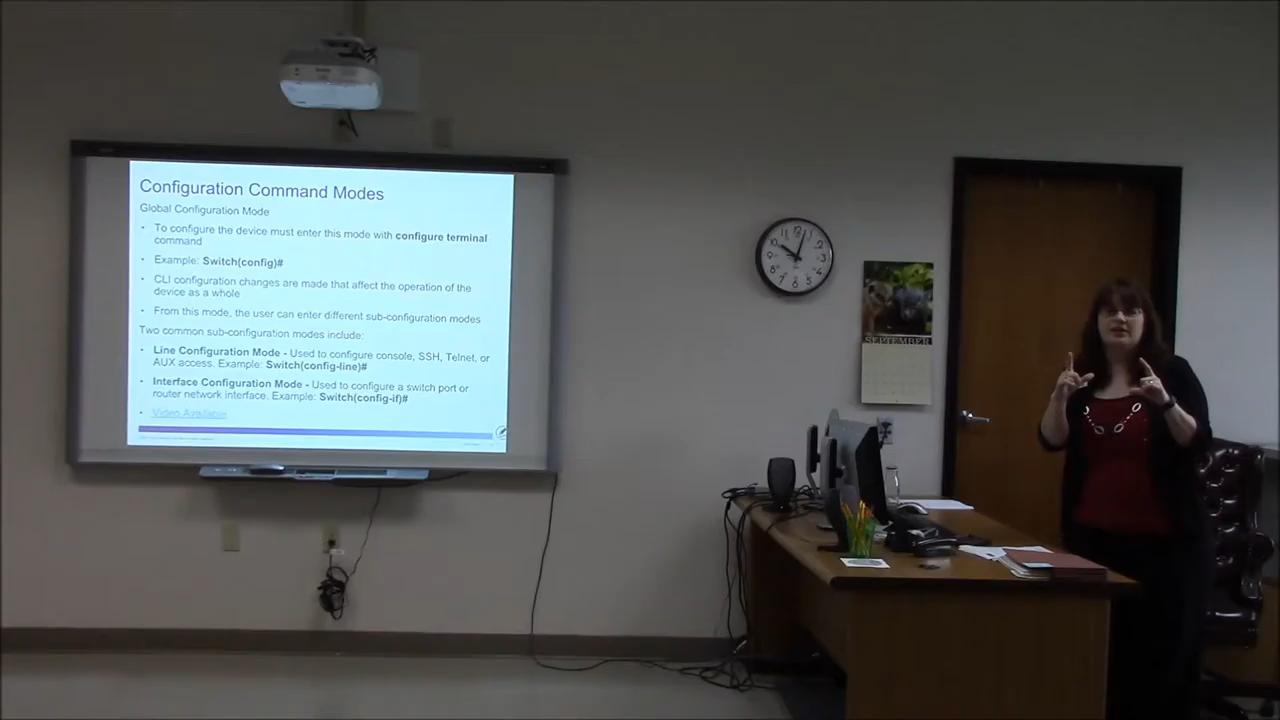 Configuration Command Modes
Global Configuration Mode
• To configure the device must enter this mode with configure terminal
command
• Example: Switch(config)#
• CLI configuration changes are made that affect the operation of the
device as a whole
• From this mode, the user can enter different sub-configuration modes
Two common sub-configuration modes include:
• Line Configuration Mode - Used to configure console, SSH, Telnet, or
AUX access. Example: Switch(config-line)#
• Interface Configuration Mode - Used to configure a switch port or
router network interface. Example: Switch(config-if)#
• Video Available
SEPTEMBER